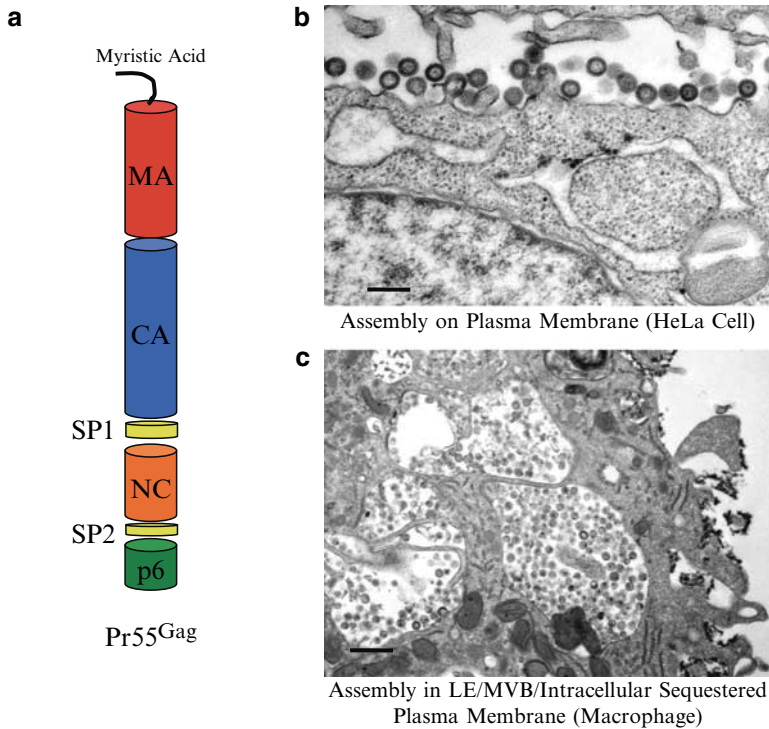 a
Myristic Acid
MA
CA
SP1
NC
SP2
p6
Pr55Gag
b
Assembly on Plasma Membrane (HeLa Cell)
c
Assembly in LE/MVB/Intracellular Sequestered
Plasma Membrane (Macrophage)